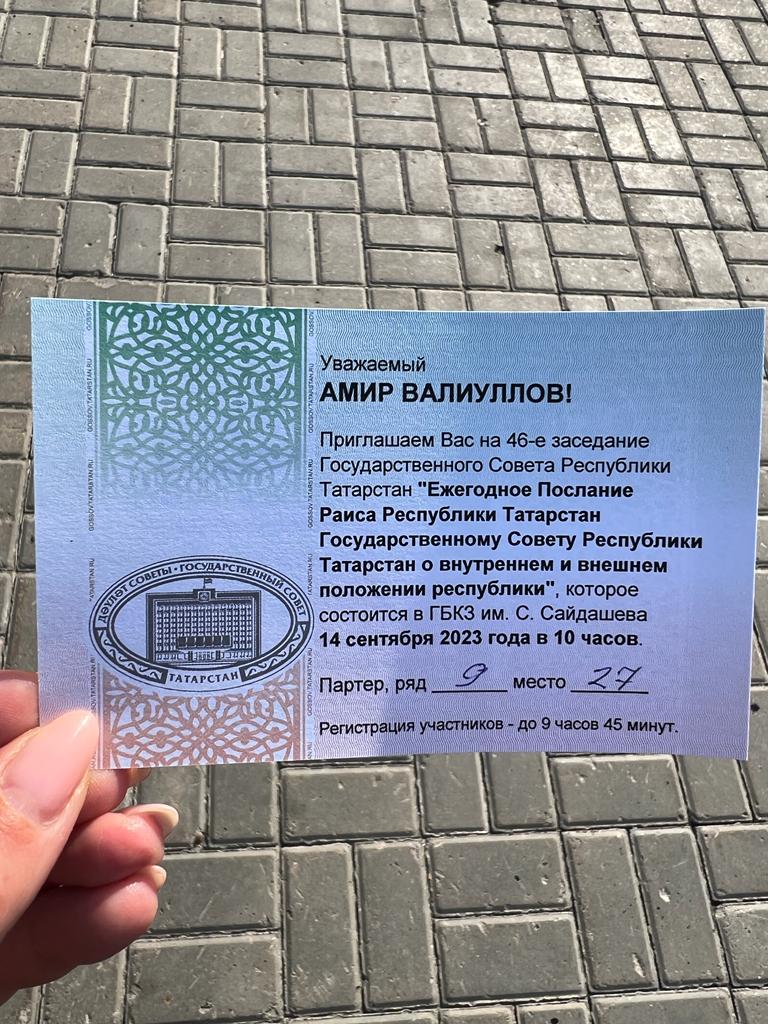 Уважаемый
АМИР ВАЛИУЛЛОВ!
Приглашаем Вас на 46-е заседание
Государственного Совета Республики
Татарстан "Ежегодное Послание
Раиса Республики Татарстан
Государственному Совету Республики
Татарстан о внутреннем и внешнем
положении республики", которое
состоится в ГБКЗ им. С. Сайдашева
14 сентября 2023 года в 10 часов.
Партер, ряд 9 место 27
Регистрация участников - до 9 часов 45 минут.
ДӘҮЛӘТ СОВЕТЫ • ГОСУДАРСТВЕННЫЙ СОВЕТ
ТАТАРСТАН
GOSSOV.TATARSTAN.RU